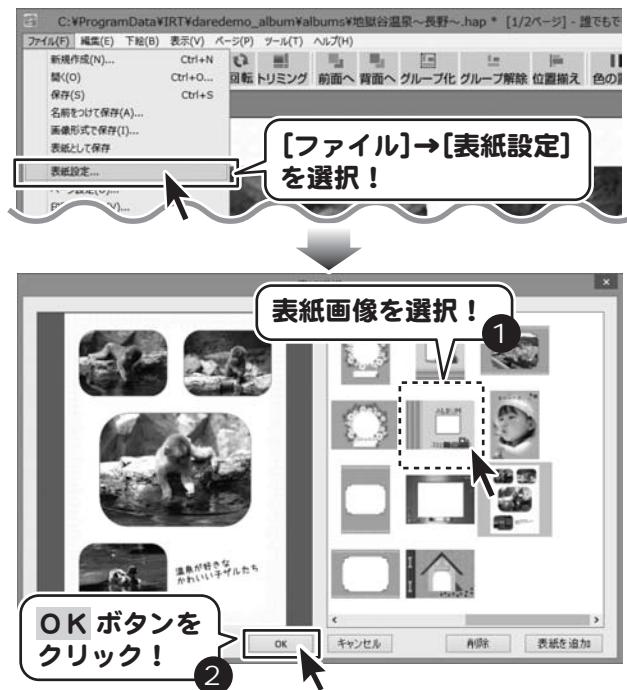 C:¥ProgramData¥IRT¥daredemo_album¥albums¥地獄谷温泉～長野～.hap * [1/2ページ] - 誰でもで
ファイル(F) 編集(E) 下絵(B) 表示(V) ページ(P) ツール(T) ヘルプ(H)
新規作成(N)... Ctrl+N
開く(O) Ctrl+O...
保存(S) Ctrl+S
名前をつけて保存(A)...
画像形式で保存(I)...
表紙として保存
表紙設定...
回転 トリミング 前面へ 背面へ グループ化 グループ解除 位置揃え 色の
[ファイル]→[表紙設定]
を選択！
表紙画像を選択！
1
ALBUM
温泉が好きな
かわいい子ザルたち
OK ボタンを
クリック！
2
OK キャンセル 削除 表紙を追加